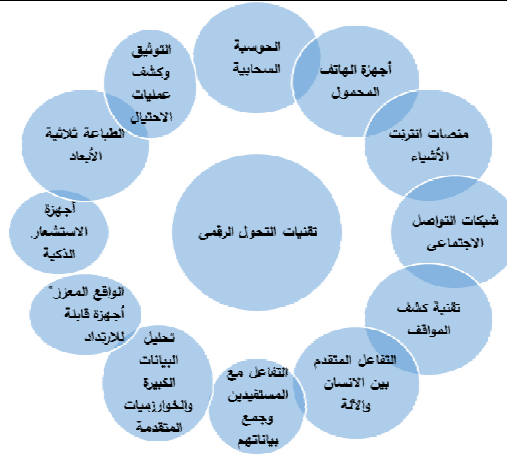 تقنيات التحول الرقمى
الحوسبة
السحابية
أجهزة الهاتف
المحمول
منصات انترنت
الأشياء
شبكات التواصل
الاجتماعى
تقنية كشف
المواقف
التفاعل المتقدم
بين الانسان
والآلة
التفاعل مع
المستفيدين
وجمع
بياناتهم
تحليل
البيانات
الكبيرة
والخوارزميات
المتقدمة
الواقع المعزز"
أجهزة قابلة
للارتداد
أجهزة
الاستشعار
الذكية
الطباعة ثلاثية
الأبعاد
التوثيق
وكشف
عمليات
الاحتيال